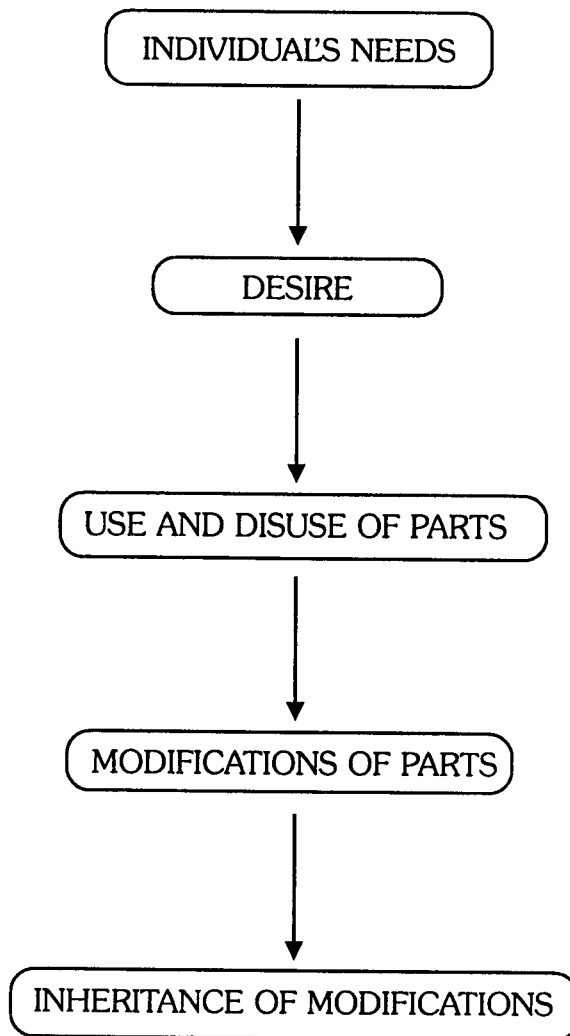 INDIVIDUAL'S NEEDS
DESIRE
USE AND DISUSE OF PARTS
MODIFICATIONS OF PARTS
INHERITANCE OF MODIFICATIONS